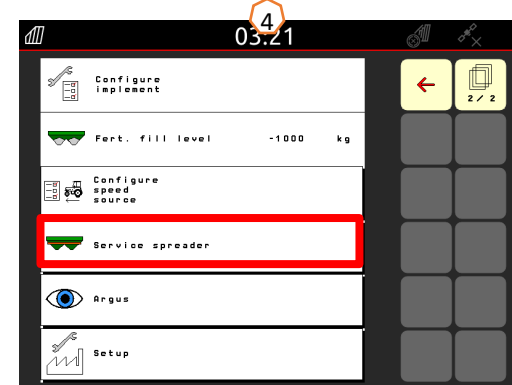 4
03:21
Configure
implement
2/2
Fert. fill level -1000 kg
Configure
speed
source
Service spreader
Argus
Setup